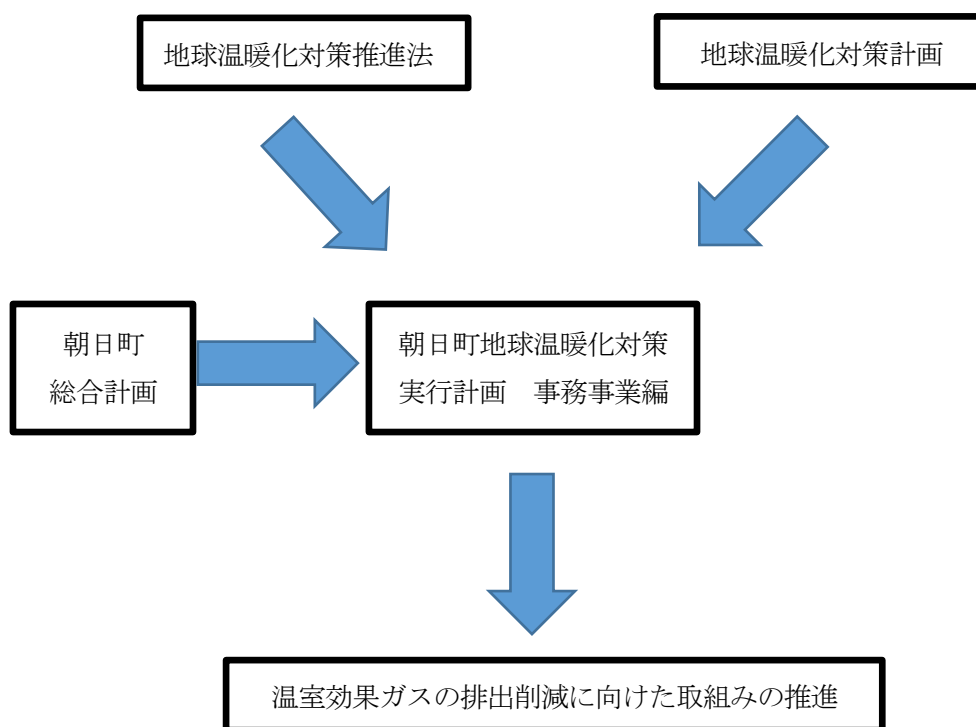 地球温暖化対策推進法
地球温暖化対策計画
朝日町
総合計画
朝日町地球温暖化対策
実行計画　事務事業編
温室効果ガスの排出削減に向けた取組みの推進